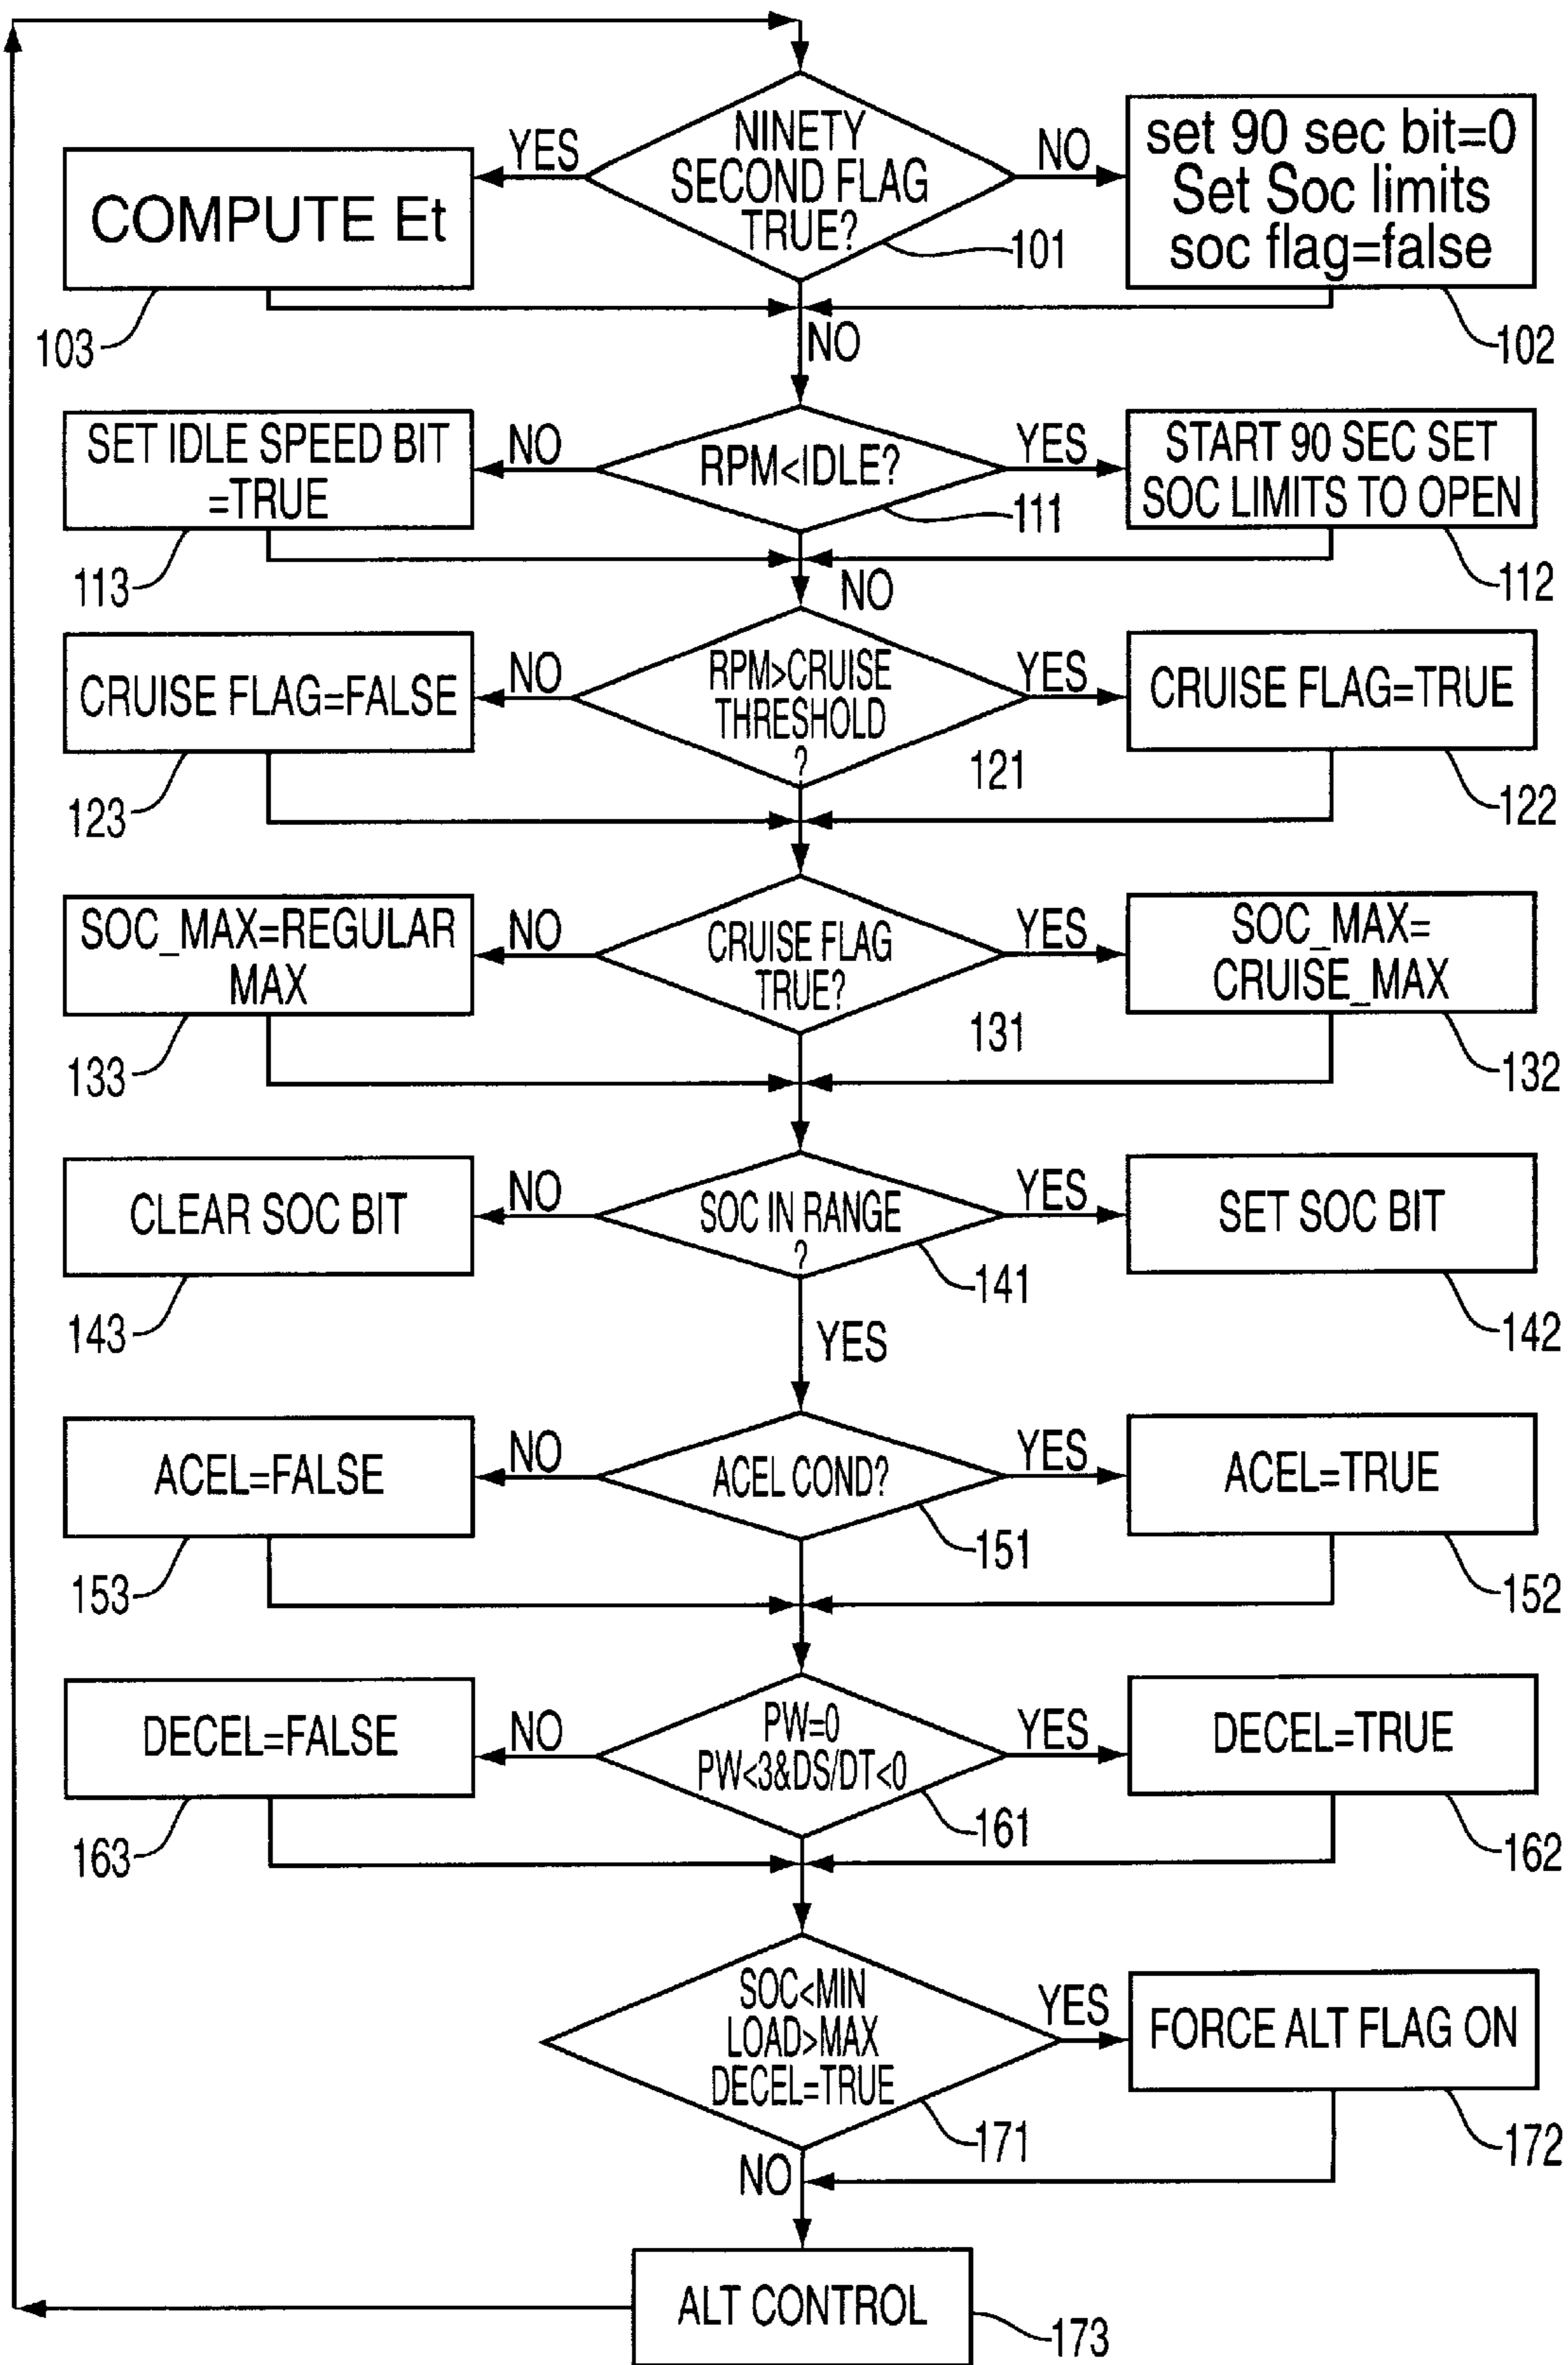 NINETY
SECOND FLAG
TRUE?
YES
NO
COMPUTE Et
set 90 sec bit=0
Set Soc limits
soc flag=false
101
103
102
NO
SET IDLE SPEED BIT
=TRUE
NO
RPM<IDLE?
YES
START 90 SEC SET
SOC LIMITS TO OPEN
111
113
112
NO
CRUISE FLAG=FALSE
NO
RPM>CRUISE
THRESHOLD
?
YES
CRUISE FLAG=TRUE
121
123
122
SOC_MAX=REGULAR
MAX
NO
CRUISE FLAG
TRUE?
YES
SOC_MAX=
CRUISE_MAX
131
133
132
CLEAR SOC BIT
NO
SOC IN RANGE
?
YES
SET SOC BIT
141
143
142
YES
ACEL=FALSE
NO
ACEL COND?
YES
ACEL=TRUE
151
153
152
DECEL=FALSE
NO
PW=0
PW<3&DS/DT<0
YES
DECEL=TRUE
161
163
162
SOC<MIN
LOAD>MAX
DECEL=TRUE
YES
FORCE ALT FLAG ON
171
172
NO
ALT CONTROL
173